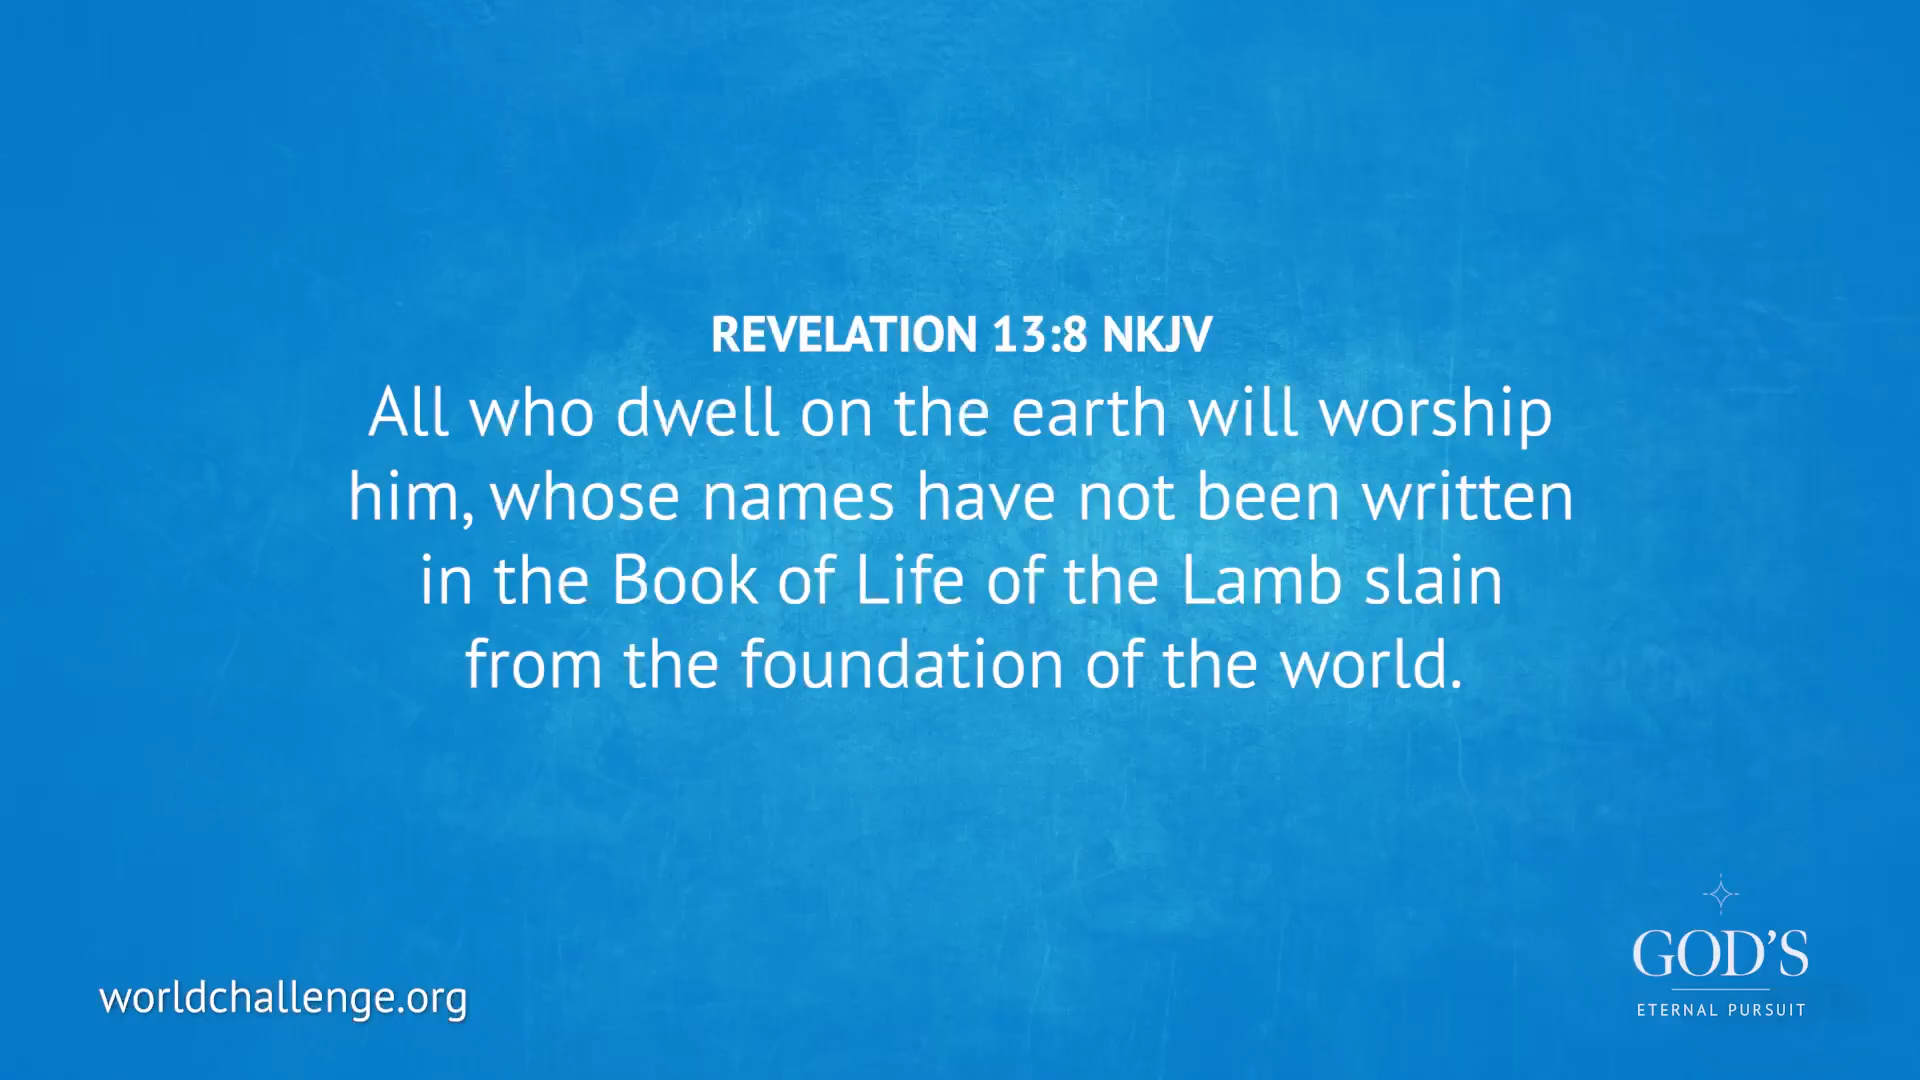 REVELATION 13:8 NKJV
All who dwell on the earth will worship
him, whose names have not been written
in the Book of Life of the Lamb slain
from the foundation of the world.
worldchallenge.org
GOD'S
ETERNAL PURSUIT